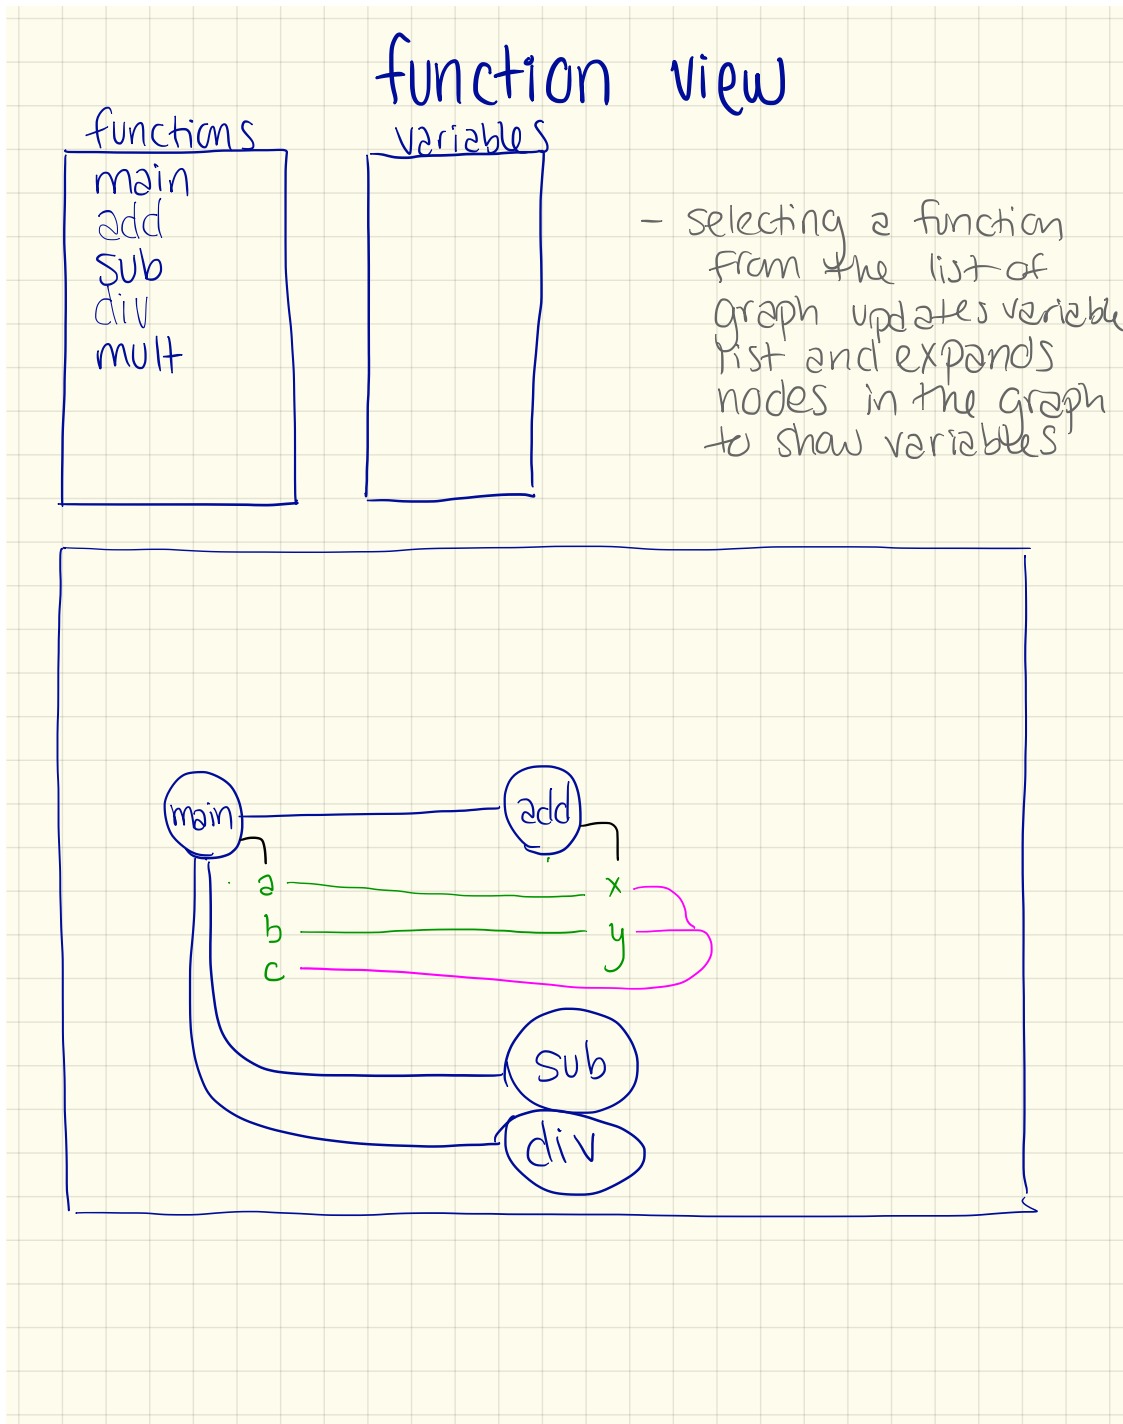 function view
functions
main
add
sub
div
mult
variables
- selecting a function
from the list of
graph updates variable
list and expands
nodes in the graph
to show variables
main
add
a
x
b
y
c
sub
div